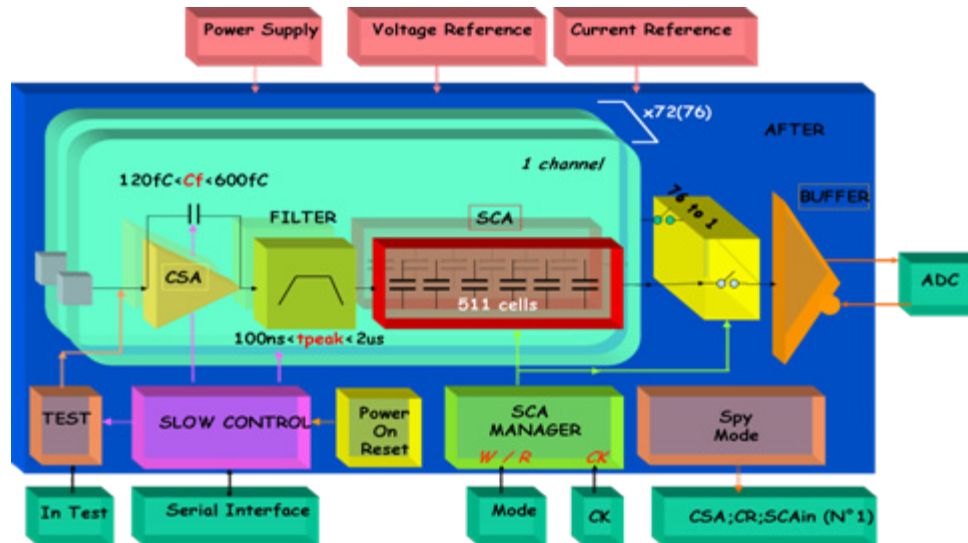 Power Supply
Voltage Reference
Current Reference
x72(76)
AFTER
1 channel
120fC<Cf<600fC
FILTER
SCA
76 to 1
BUFFER
CSA
ADC
511 cells
100ns<tpeak<2us
TEST
SLOW CONTROL
Power
On
Reset
SCA
MANAGER
W / R
CK
Spy
Mode
In Test
Serial Interface
Mode
CK
CSA;CR;SCAin (N°1)